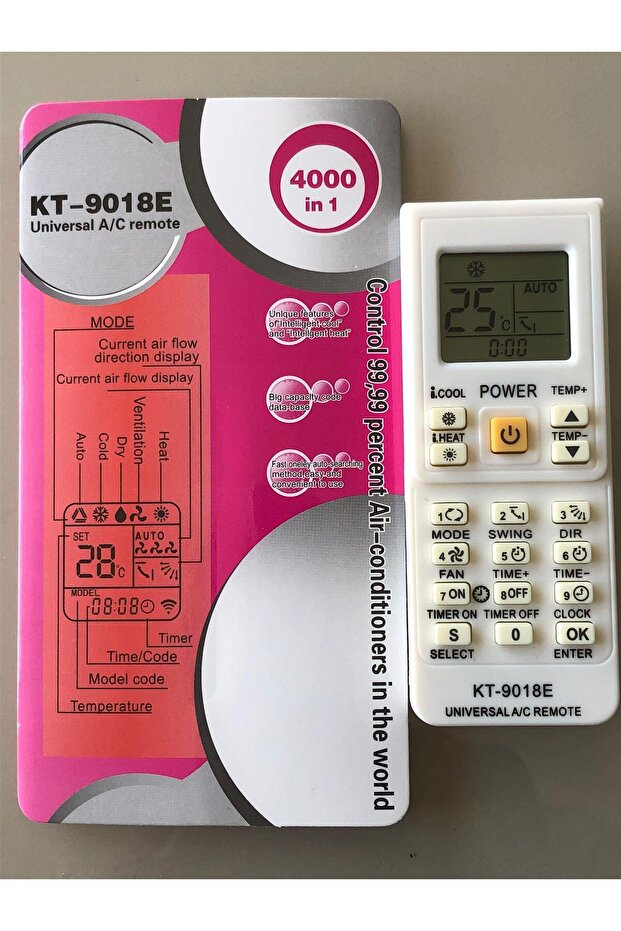 KT-9018E
Universal A/C remote
4000
in 1
Unique features
of "Intelligent cool"
and "Intelligent heat"
Big capacity code
data-base
Fast onekey auto-searching
method, easy and
convenient to use
Control 99,99 percent Air-conditioners in the world
MODE
Current air flow
direction display
Current air flow display
Auto
Cold
Dry
Ventilation
Heat
SET
28°C
AUTO
MODEL
08:08
Timer
Time/Code
Model code
Temperature
AUTO
25°C
0:00
i.COOL POWER TEMP+
i.HEAT TEMP-
1 2 3
MODE SWING DIR
4 5 6
FAN TIME+ TIME-
7 ON 8 OFF 9
TIMER ON TIMER OFF CLOCK
S 0 OK
SELECT ENTER
KT-9018E
UNIVERSAL A/C REMOTE